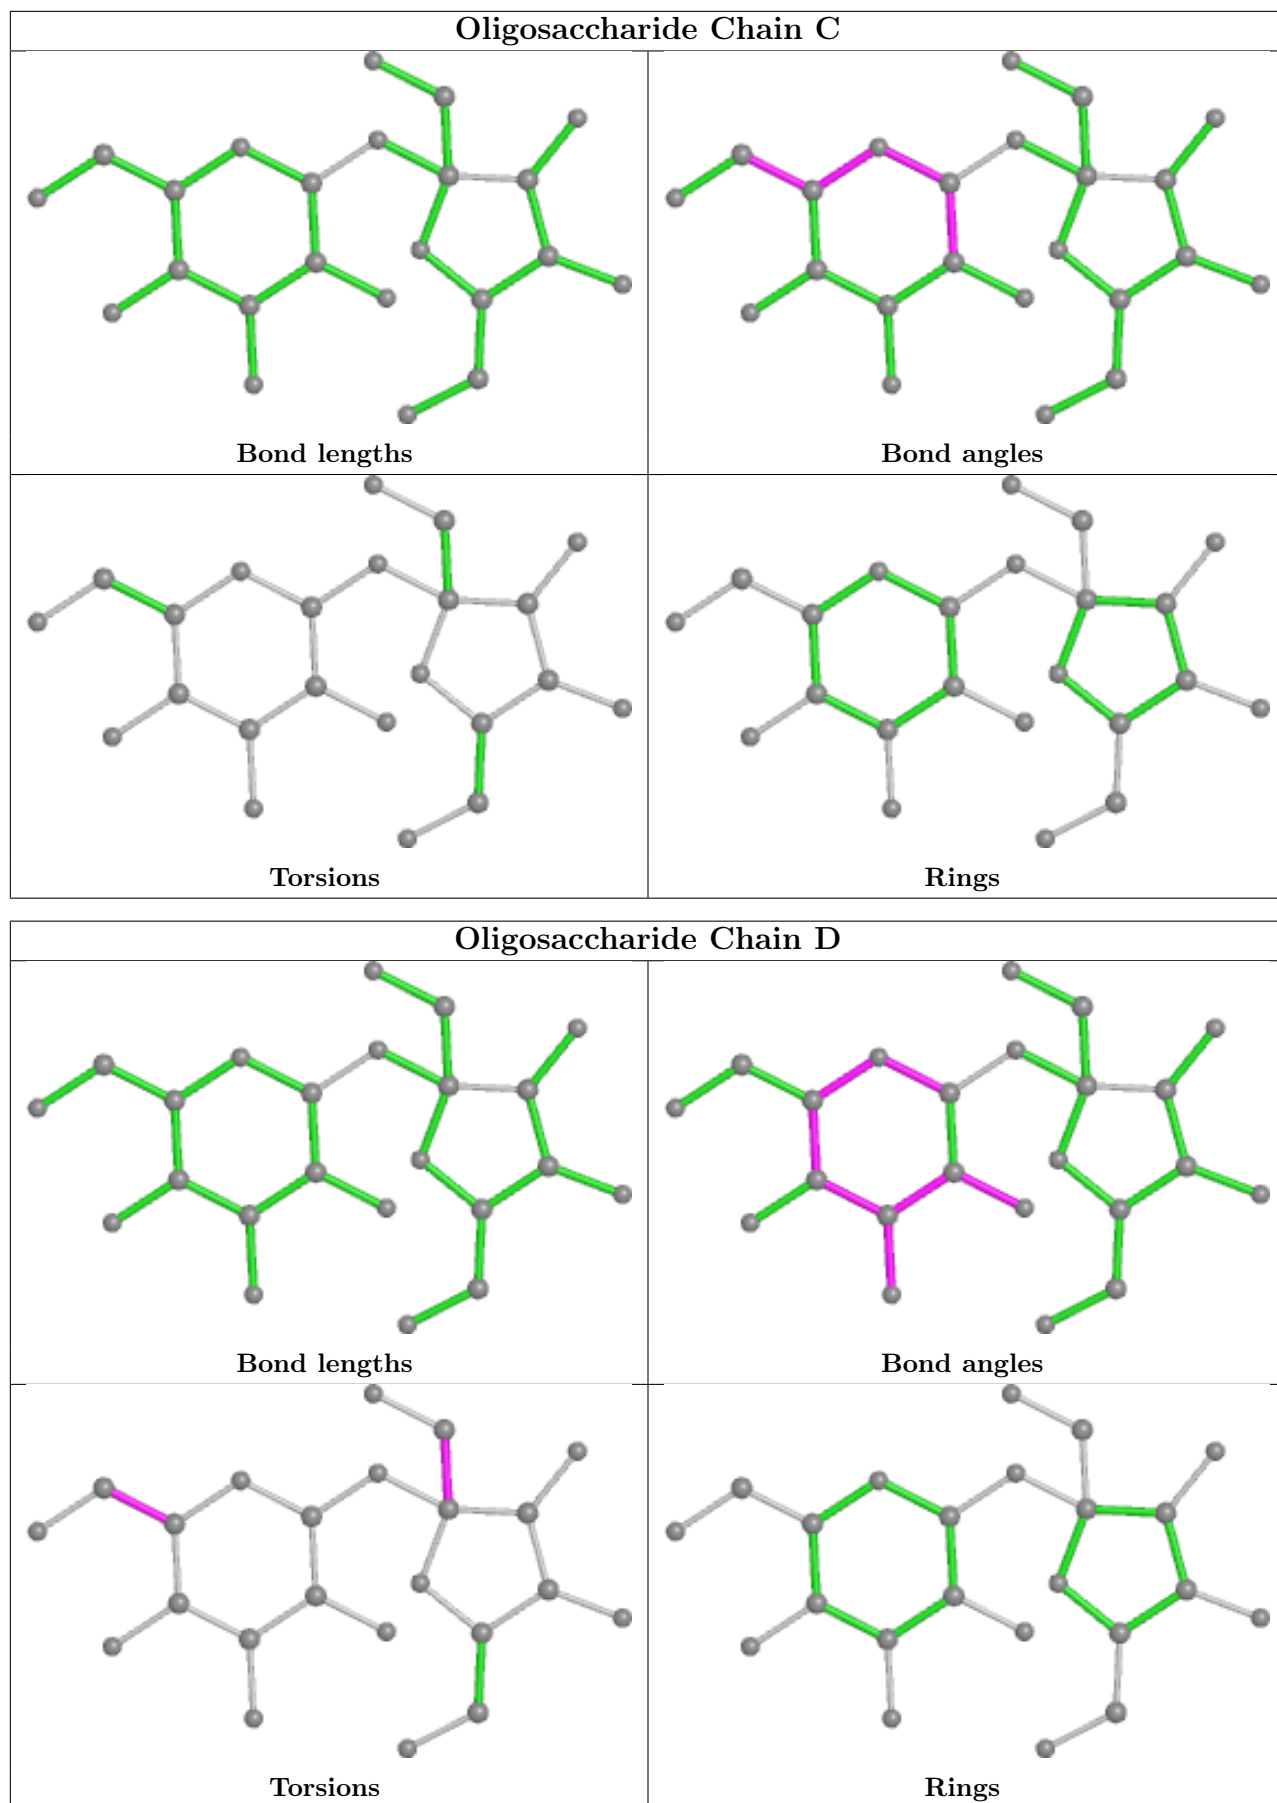 Oligosaccharide Chain C
Bond lengths
Bond angles
Torsions
Rings
Oligosaccharide Chain D
Bond lengths
Bond angles
Torsions
Rings